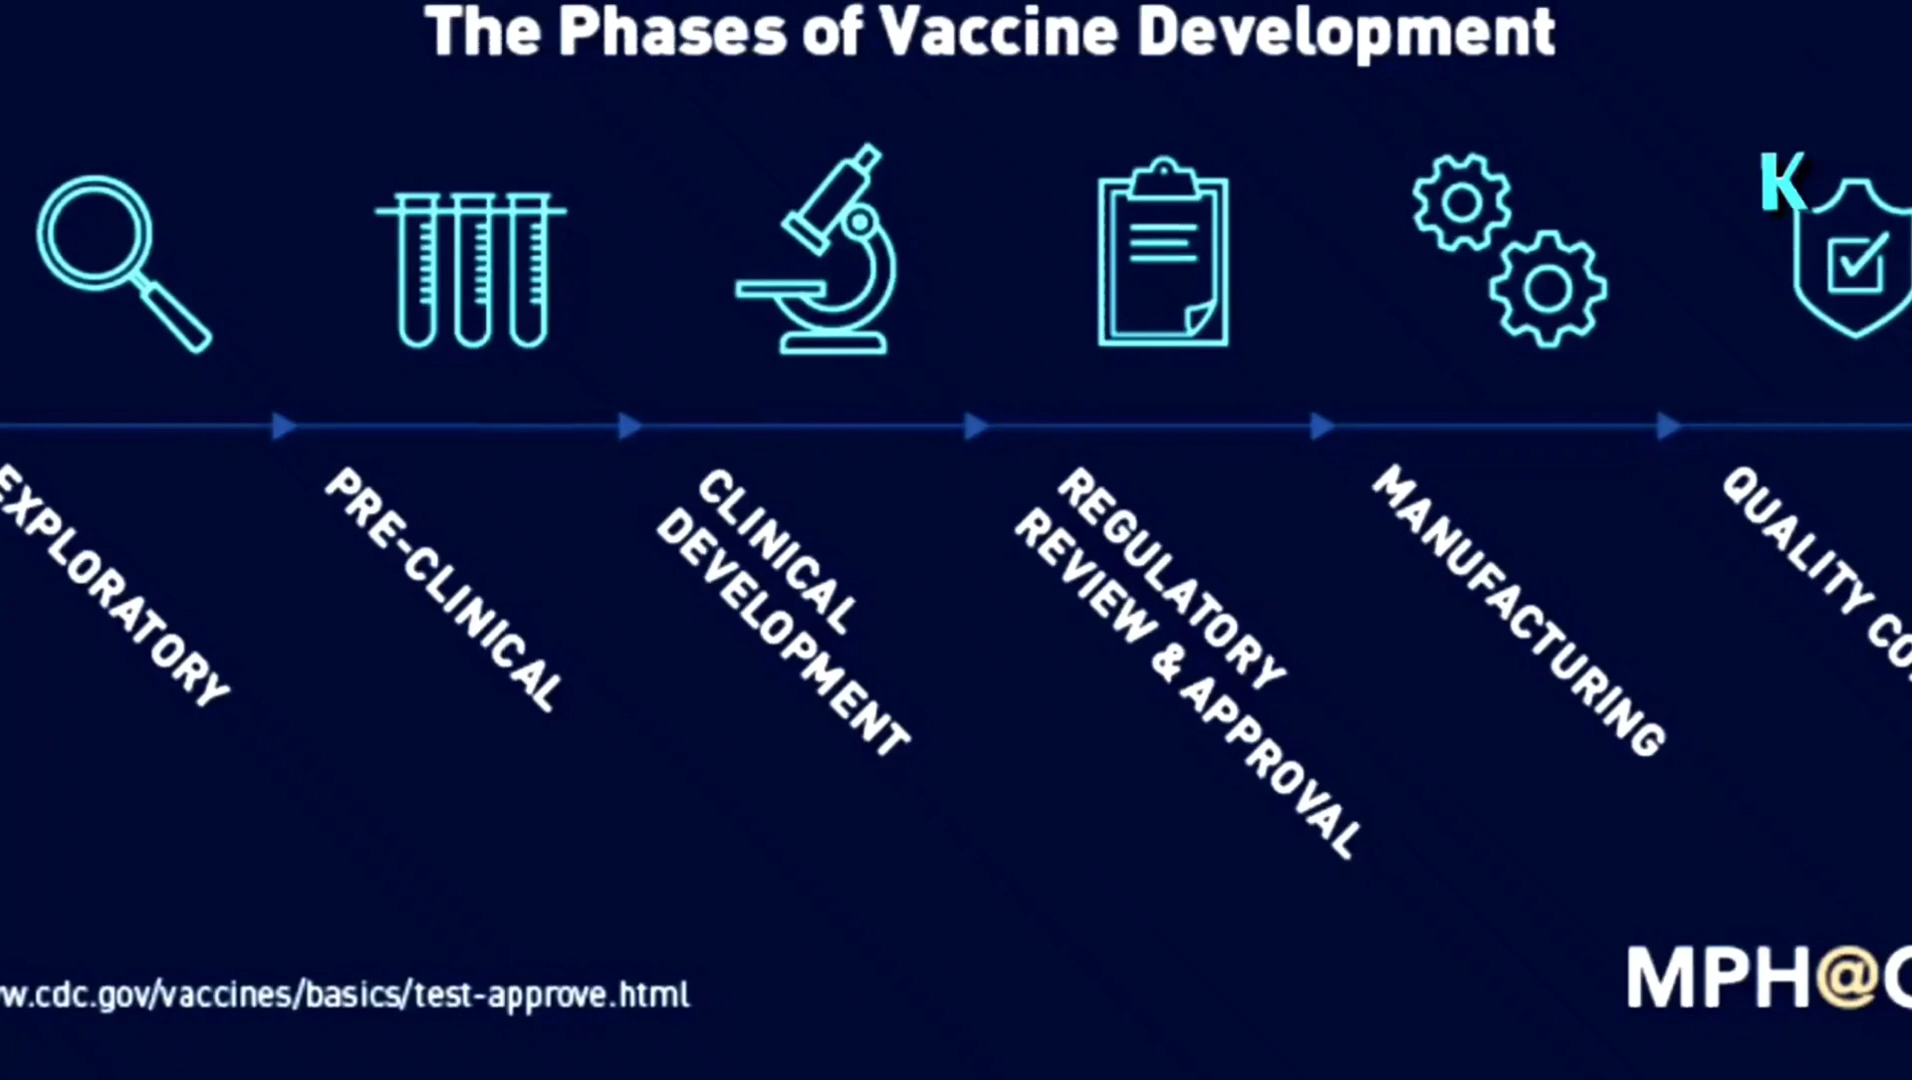 The Phases of Vaccine Development
K
EXPLORATORY
PRE-CLINICAL
CLINICAL
DEVELOPMENT
REGULATORY
REVIEW & APPROVAL
MANUFACTURING
QUALITY
w.cdc.gov/vaccines/basics/test-approve.html
MPH@